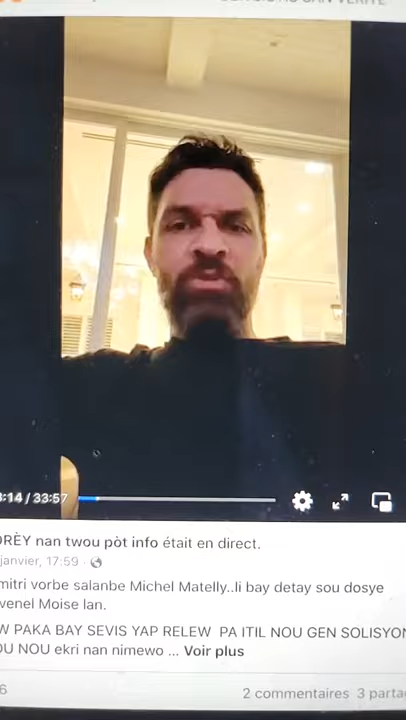 3:14 / 33:57
ORÈY nan twou pòt info était en direct.
janvier, 17:59 ·
mitri vorbe salanbe Michel Matelly..li bay detay sou dosye
venel Moise lan.
W PAKA BAY SEVIS YAP RELEW PA ITIL NOU GEN SOLISYON
OU NOU ekri nan nimewo ... Voir plus
6
2 commentaires 3 parta